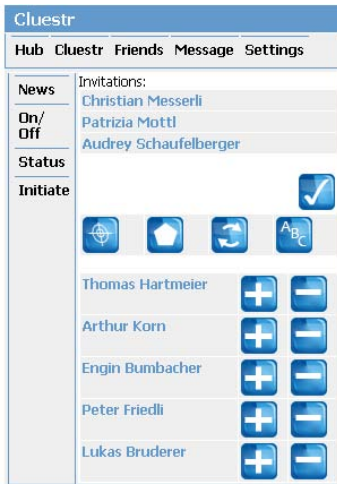 Cluestr
Hub Cluestr Friends Message Settings
News
On/
Off
Status
Initiate
Invitations:
Christian Messerli
Patrizia Mottl
Audrey Schaufelberger
ABC
Thomas Hartmeier
Arthur Korn
Engin Bumbacher
Peter Friedli
Lukas Bruderer